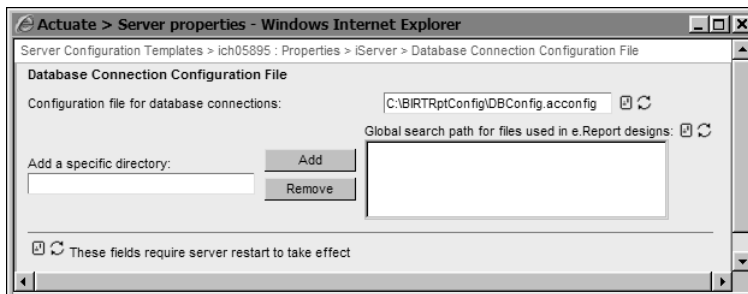 Actuate > Server properties - Windows Internet Explorer
Server Configuration Templates > ich05895 : Properties > iServer > Database Connection Configuration File
Database Connection Configuration File
Configuration file for database connections: C:\BIRTRptConfig\DBConfig.acconfig
Global search path for files used in e.Report designs:
Add a specific directory:
Add
Remove
These fields require server restart to take effect